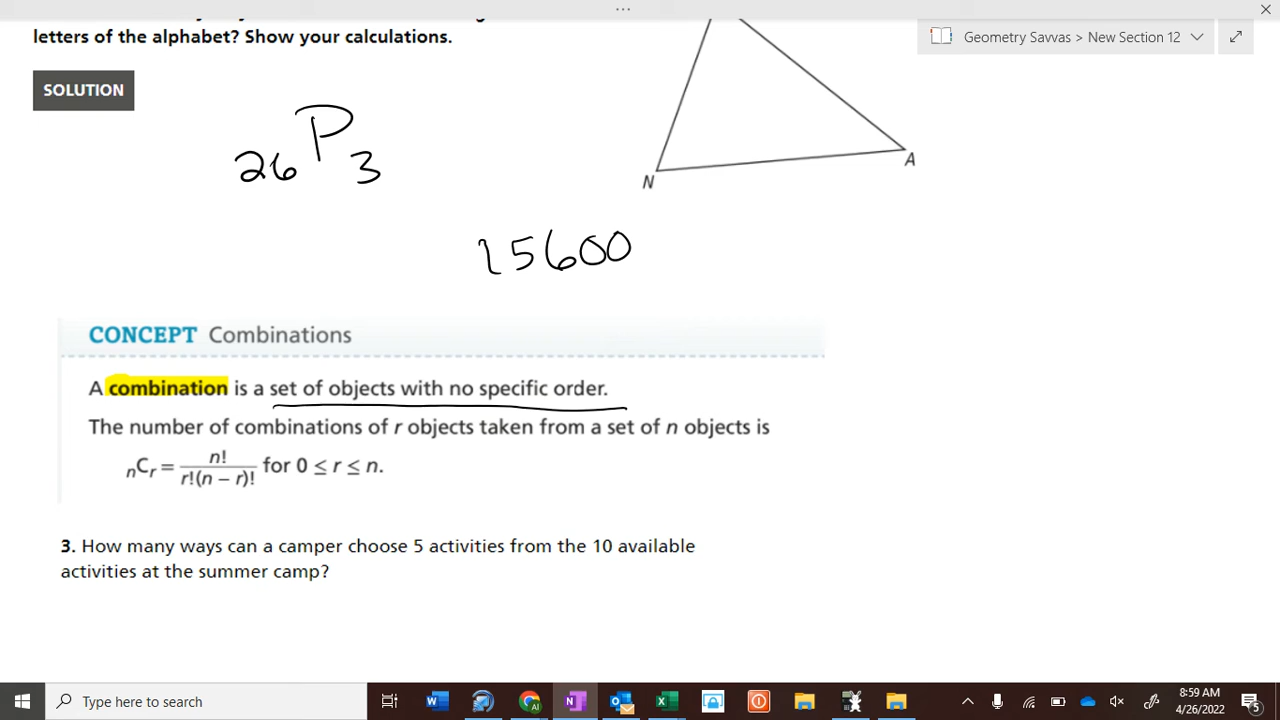 ...
Geometry Savvas > New Section 12
letters of the alphabet? Show your calculations.
SOLUTION
26P3
N
A
15600
CONCEPT Combinations
A combination is a set of objects with no specific order.
The number of combinations of r objects taken from a set of n objects is
nCr = n! / r!(n − r)! for 0 ≤ r ≤ n.
3. How many ways can a camper choose 5 activities from the 10 available
activities at the summer camp?
Type here to search
8:59 AM
4/26/2022
5